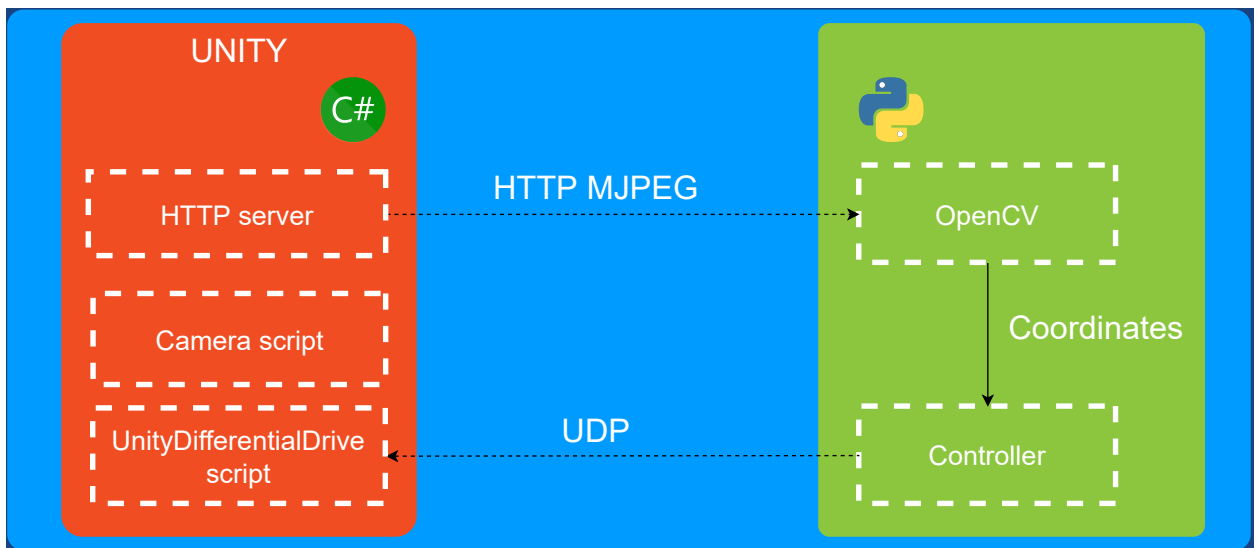 UNITY
C#
HTTP server
HTTP MJPEG
OpenCV
Camera script
Coordinates
UnityDifferentialDrive
script
UDP
Controller